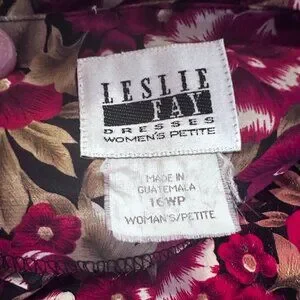 LESLIE
FAY
DRESSES
WOMEN'S PETITE
MADE IN
GUATEMALA
16WP
WOMAN'S/PETITE